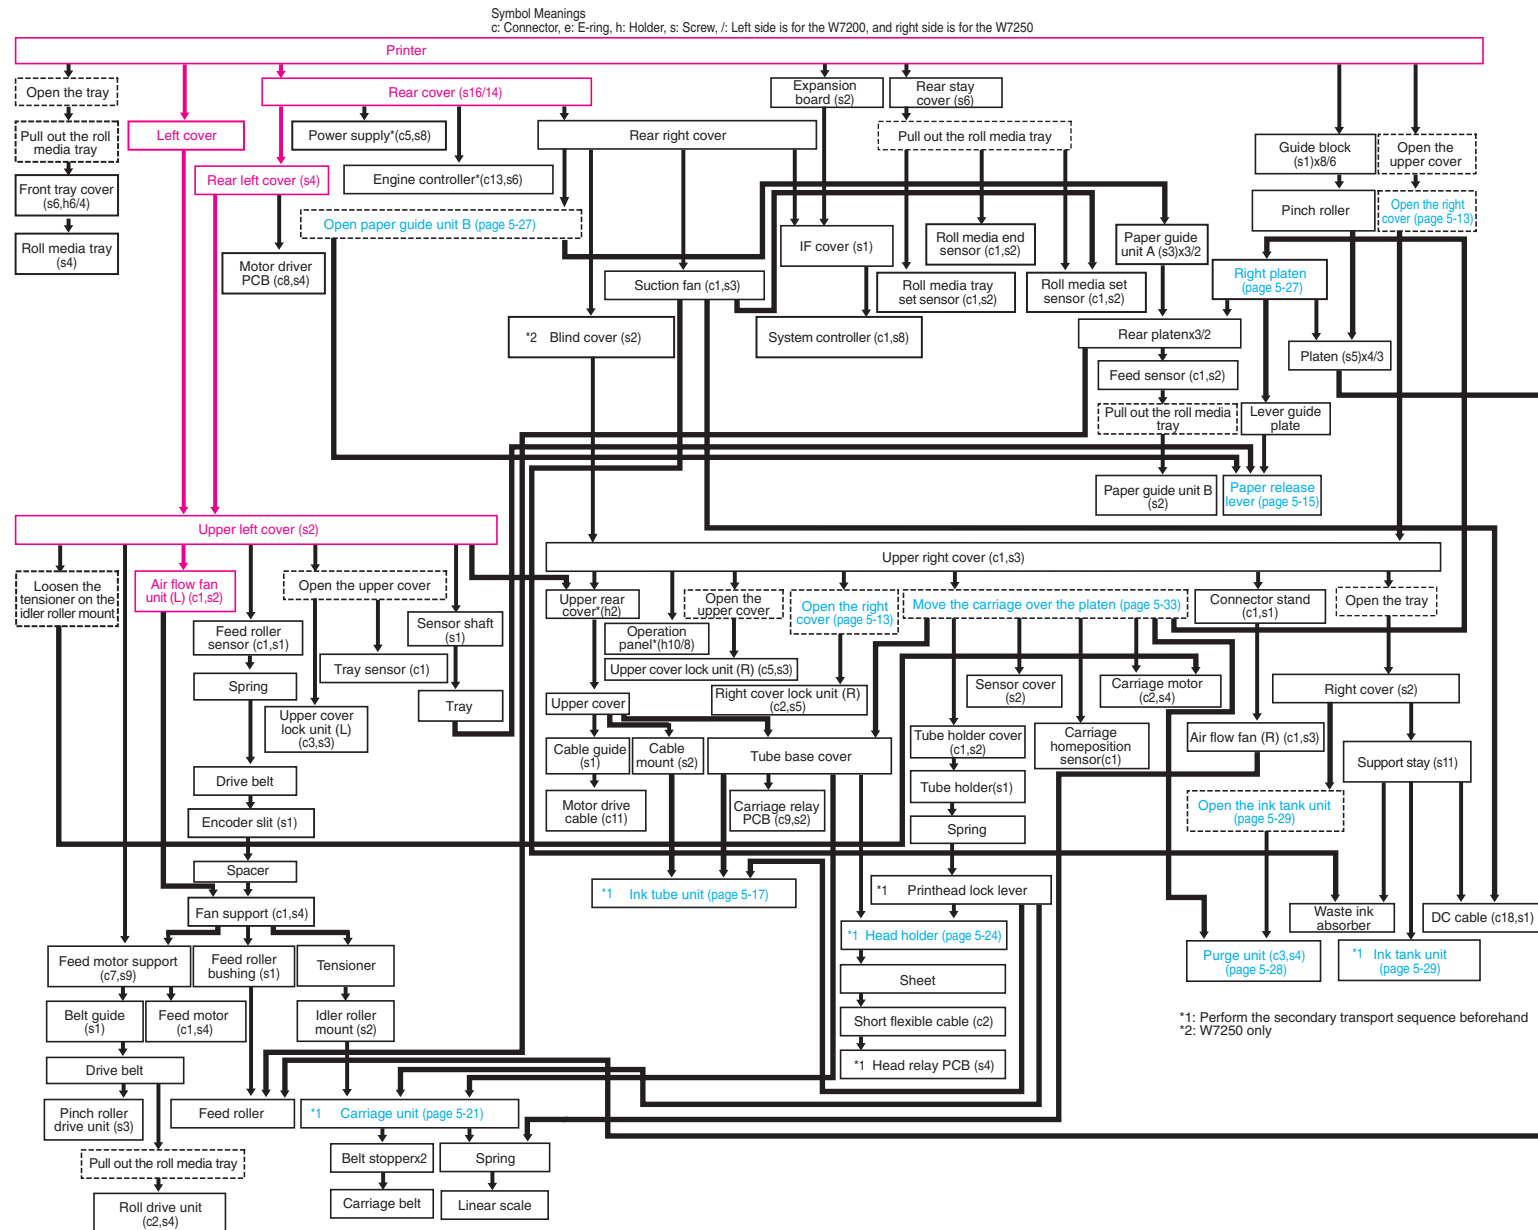 Symbol Meanings
c: Connector, e: E-ring, h: Holder, s: Screw, /: Left side is for the W7200, and right side is for the W7250
Printer
Open the tray
Pull out the roll
media tray
Front tray cover
(s6,h6/4)
Roll media tray
(s4)
Left cover
Rear cover (s16/14)
Rear left cover (s4)
Motor driver
PCB (c8,s4)
Power supply*(c5,s8)
Engine controller*(c13,s6)
Rear right cover
Open paper guide unit B (page 5-27)
Suction fan (c1,s3)
*2 Blind cover (s2)
Expansion
board (s2)
IF cover (s1)
System controller (c1,s8)
Rear stay
cover (s6)
Pull out the roll media tray
Roll media end
sensor (c1,s2)
Roll media tray
set sensor (c1,s2)
Roll media set
sensor (c1,s2)
Guide block
(s1)x8/6
Pinch roller
Open the
upper cover
Open the right
cover (page 5-13)
Paper guide
unit A (s3)x3/2
Right platen
(page 5-27)
Rear platenx3/2
Platen (s5)x4/3
Feed sensor (c1,s2)
Pull out the roll media
tray
Lever guide
plate
Paper guide unit B
(s2)
Paper release
lever (page 5-15)
Upper left cover (s2)
Loosen the
tensioner on the
idler roller mount
Air flow fan
unit (L) (c1,s2)
Open the upper cover
Feed roller
sensor (c1,s1)
Sensor shaft
(s1)
Tray sensor (c1)
Spring
Upper cover
lock unit (L)
(c3,s3)
Tray
Drive belt
Encoder slit (s1)
Spacer
Fan support (c1,s4)
Feed motor support
(c7,s9)
Feed roller
bushing (s1)
Tensioner
Belt guide
(s1)
Feed motor
(c1,s4)
Idler roller
mount (s2)
Drive belt
Pinch roller
drive unit (s3)
Feed roller
*1 Carriage unit (page 5-21)
Pull out the roll media tray
Belt stopperx2
Spring
Roll drive unit
(c2,s4)
Carriage belt
Linear scale
Upper right cover (c1,s3)
Upper rear
cover*(h2)
Operation
panel*(h10/8)
Open the
upper cover
Open the right
cover (page 5-13)
Move the carriage over the platen (page 5-33)
Connector stand
(c1,s1)
Open the tray
Upper cover lock unit (R) (c5,s3)
Right cover lock unit (R)
(c2,s5)
Sensor cover
(s2)
Carriage motor
(c2,s4)
Right cover (s2)
Upper cover
Cable guide
(s1)
Cable
mount (s2)
Tube base cover
Tube holder cover
(c1,s2)
Carriage
homeposition
sensor(c1)
Air flow fan (R) (c1,s3)
Support stay (s11)
Motor drive
cable (c11)
Carriage relay
PCB (c9,s2)
Tube holder(s1)
Open the ink tank unit
(page 5-29)
Spring
*1 Ink tube unit (page 5-17)
*1 Printhead lock lever
Waste ink
absorber
DC cable (c18,s1)
*1 Head holder (page 5-24)
Purge unit (c3,s4)
(page 5-28)
*1 Ink tank unit
(page 5-29)
Sheet
Short flexible cable (c2)
*1 Head relay PCB (s4)
*1: Perform the secondary transport sequence beforehand
*2: W7250 only